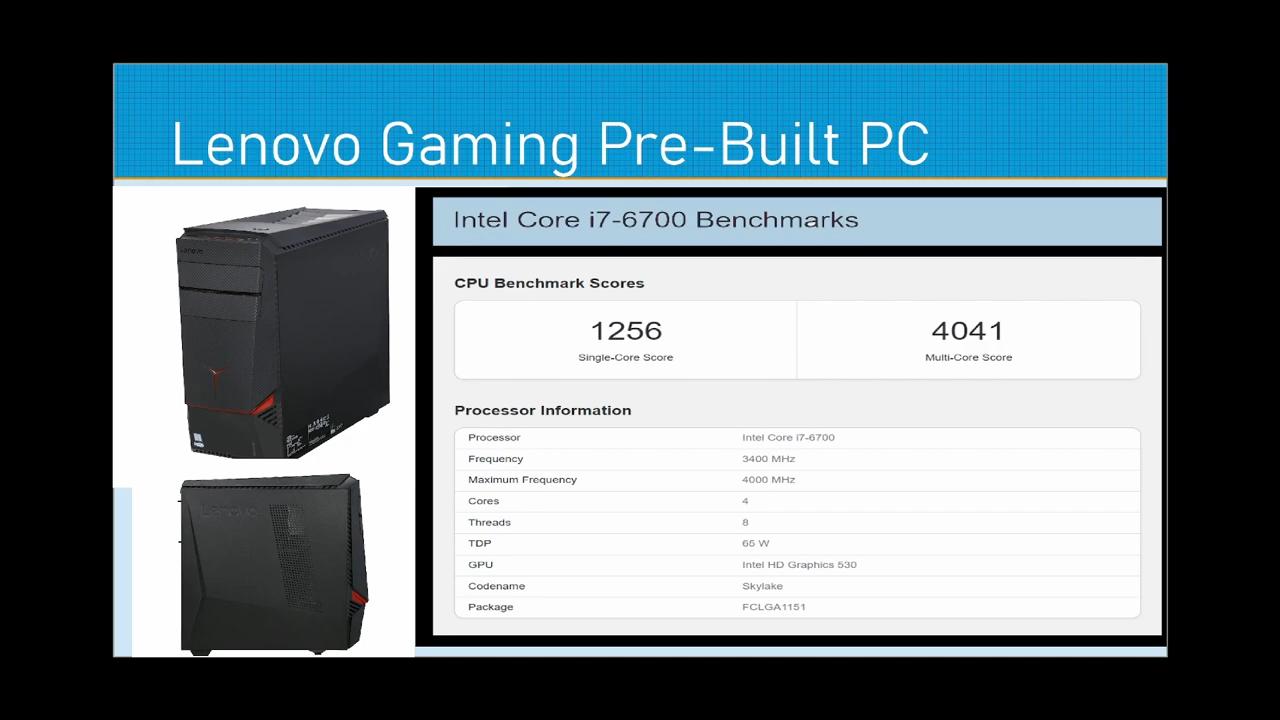 Lenovo Gaming Pre-Built PC
Lenovo
Lenovo
Intel Core i7-6700 Benchmarks
CPU Benchmark Scores
1256
Single-Core Score
4041
Multi-Core Score
Processor Information
Processor Intel Core i7-6700
Frequency 3400 MHz
Maximum Frequency 4000 MHz
Cores 4
Threads 8
TDP 65 W
GPU Intel HD Graphics 530
Codename Skylake
Package FCLGA1151